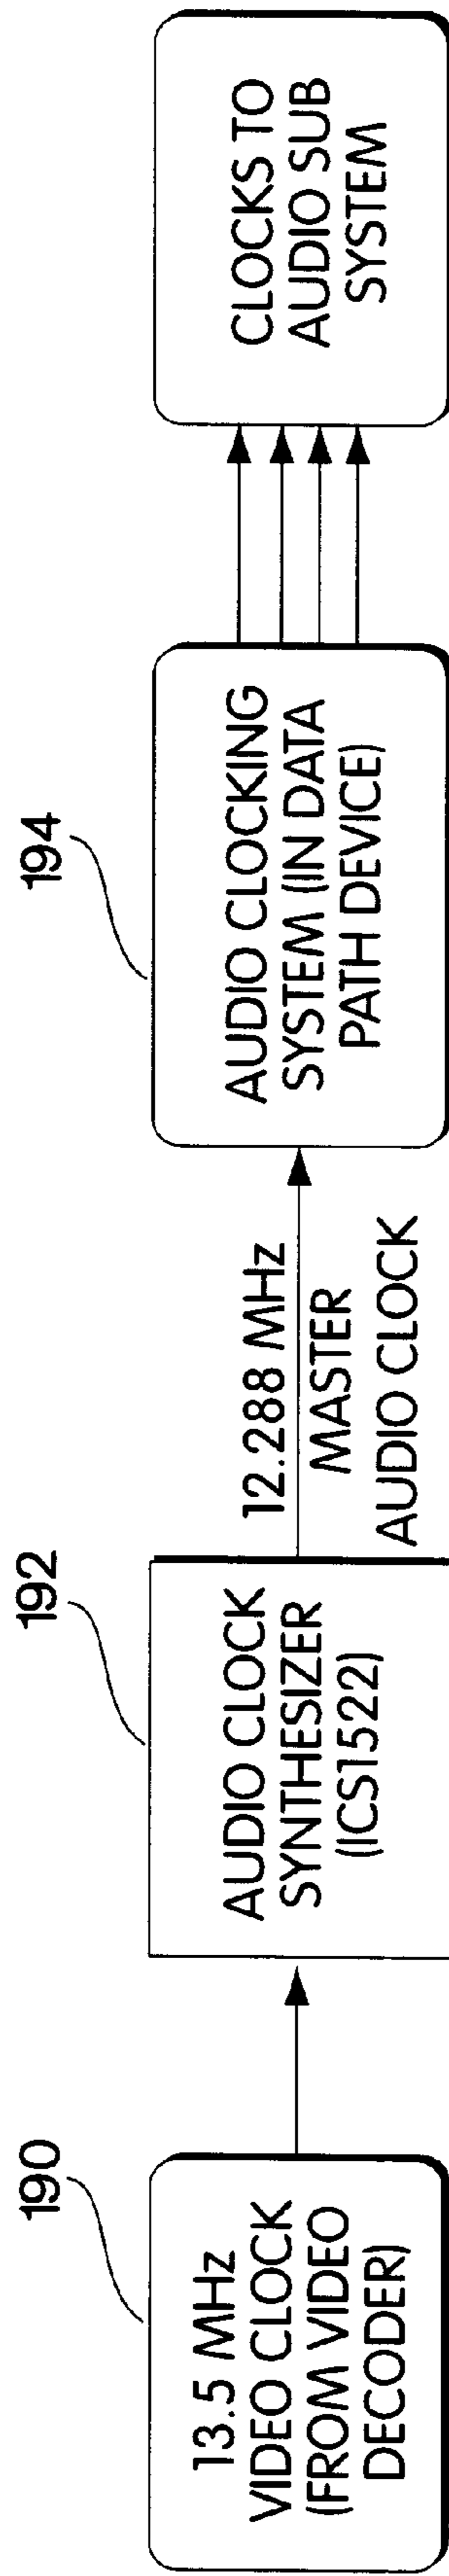 190
13.5 MHz
VIDEO CLOCK
(FROM VIDEO
DECODER)
192
AUDIO CLOCK
SYNTHESIZER
(ICS1522)
12.288 MHz
MASTER
AUDIO CLOCK
194
AUDIO CLOCKING
SYSTEM (IN DATA
PATH DEVICE)
CLOCKS TO
AUDIO SUB
SYSTEM